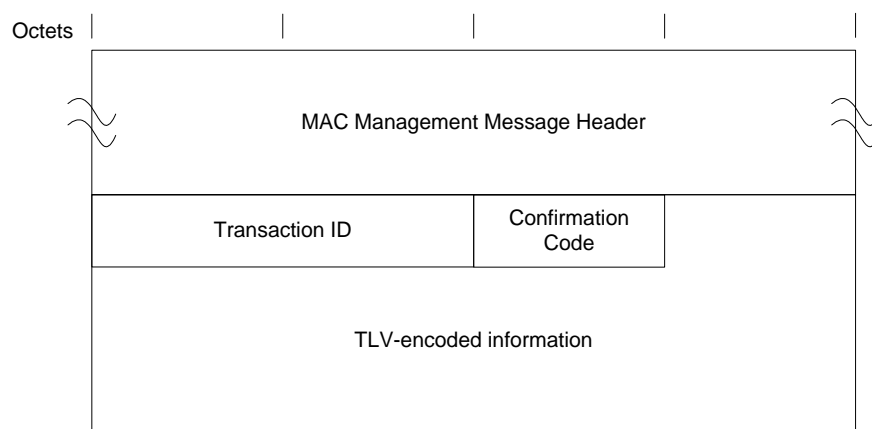 Octets
MAC Management Message Header
Transaction ID
Confirmation
Code
TLV-encoded information